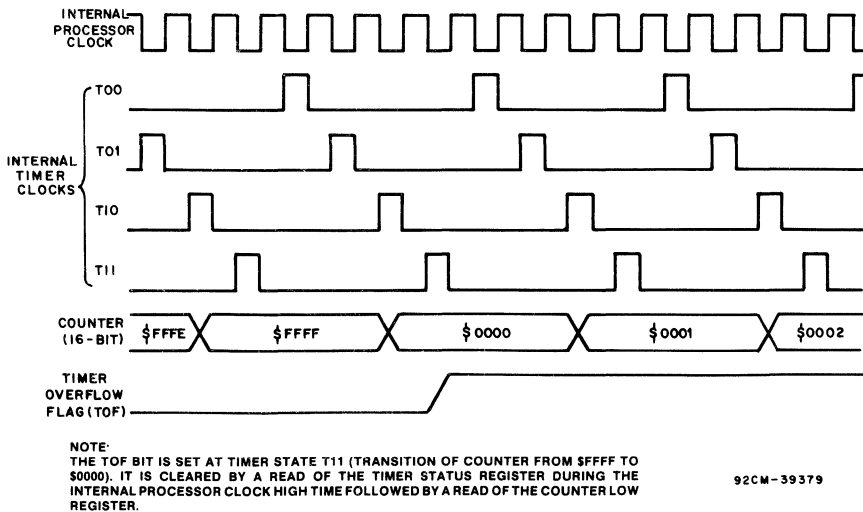 INTERNAL
PROCESSOR
CLOCK
T00
T01
INTERNAL
TIMER
CLOCKS
T10
T11
COUNTER
(16-BIT)
$FFFE
$FFFF
$0000
$0001
$0002
TIMER
OVERFLOW
FLAG (TOF)
NOTE·
THE TOF BIT IS SET AT TIMER STATE T11 (TRANSITION OF COUNTER FROM $FFFF TO
$0000). IT IS CLEARED BY A READ OF THE TIMER STATUS REGISTER DURING THE
INTERNAL PROCESSOR CLOCK HIGH TIME FOLLOWED BY A READ OF THE COUNTER LOW
REGISTER.
92CM-39379